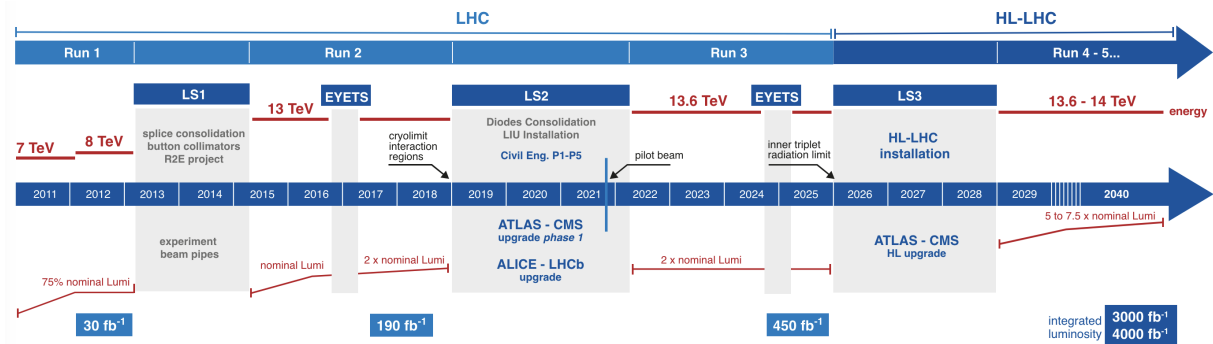 LHC
HL-LHC
Run 1
Run 2
Run 3
Run 4 - 5...
LS1
EYETS
LS2
EYETS
LS3
7 TeV
8 TeV
13 TeV
13.6 TeV
13.6 - 14 TeV
energy
splice consolidation
button collimators
R2E project
cryolimit
interaction
regions
Diodes Consolidation
LIU Installation
Civil Eng. P1-P5
pilot beam
inner triplet
radiation limit
HL-LHC
installation
2011
2012
2013
2014
2015
2016
2017
2018
2019
2020
2021
2022
2023
2024
2025
2026
2027
2028
2029
2040
experiment
beam pipes
ATLAS - CMS
upgrade phase 1
ALICE - LHCb
upgrade
ATLAS - CMS
HL upgrade
75% nominal Lumi
nominal Lumi
2 x nominal Lumi
2 x nominal Lumi
5 to 7.5 x nominal Lumi
30 fb⁻¹
190 fb⁻¹
450 fb⁻¹
integrated
luminosity
3000 fb⁻¹
4000 fb⁻¹